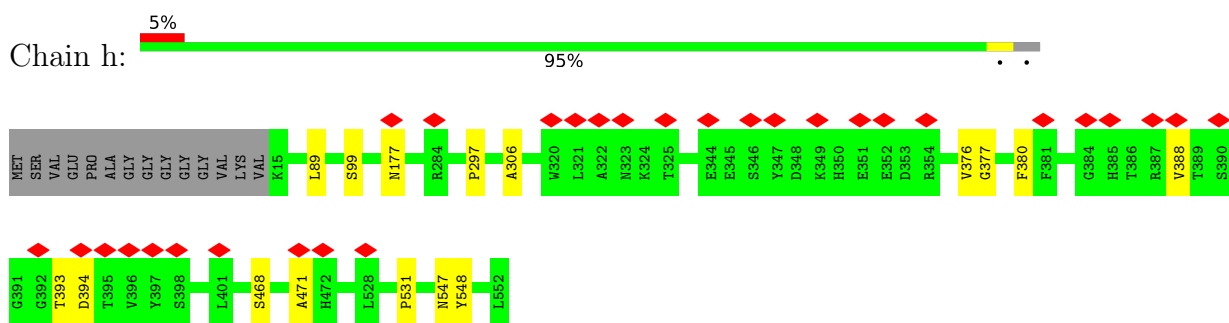 5%
Chain h:
95%
MET SER VAL GLU PRO ALA GLY GLY GLY GLY GLY VAL LYS VAL K15 L89 S99 N177 R284 P297 A306 W320 L321 A322 N323 K324 T325 E344 E345 S346 Y347 D348 K349 H350 E351 E352 D353 R354 V376 G377 F380 F381 G384 H385 T386 R387 V388 T389 S390
G391 G392 T393 D394 T395 V396 Y397 S398 L401 S468 A471 H472 L528 P531 N547 Y548 L552